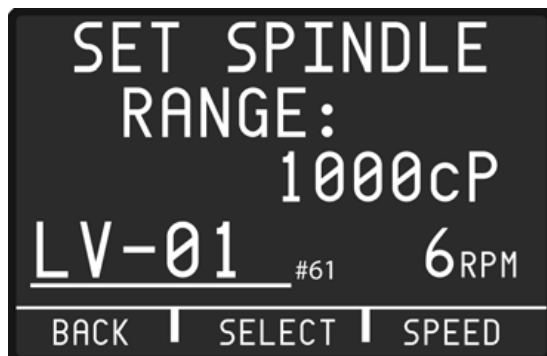 SET SPINDLE
RANGE:
1000cP
LV-01 #61 6RPM
BACK SELECT SPEED